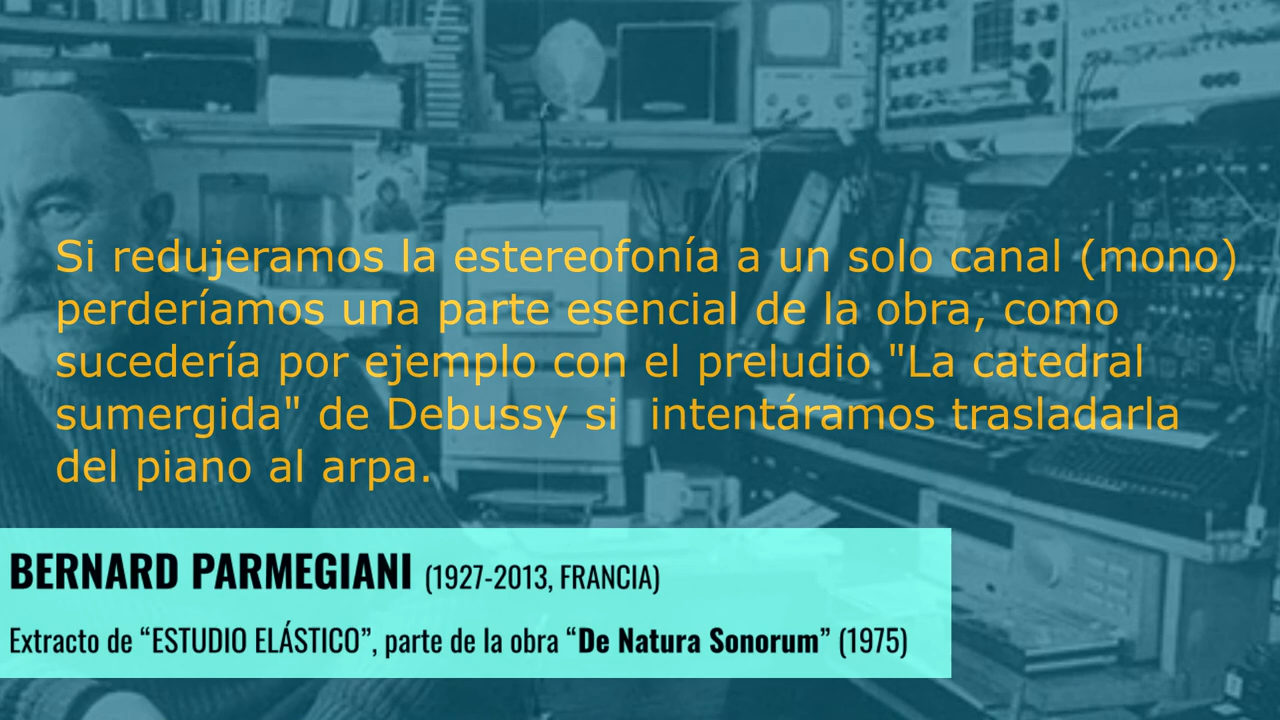 Si redujeramos la estereofonía a un solo canal (mono)
perderíamos una parte esencial de la obra, como
sucedería por ejemplo con el preludio "La catedral
sumergida" de Debussy si  intentáramos trasladarla
del piano al arpa.
BERNARD PARMEGIANI (1927-2013, FRANCIA)
Extracto de “ESTUDIO ELÁSTICO”, parte de la obra “De Natura Sonorum” (1975)